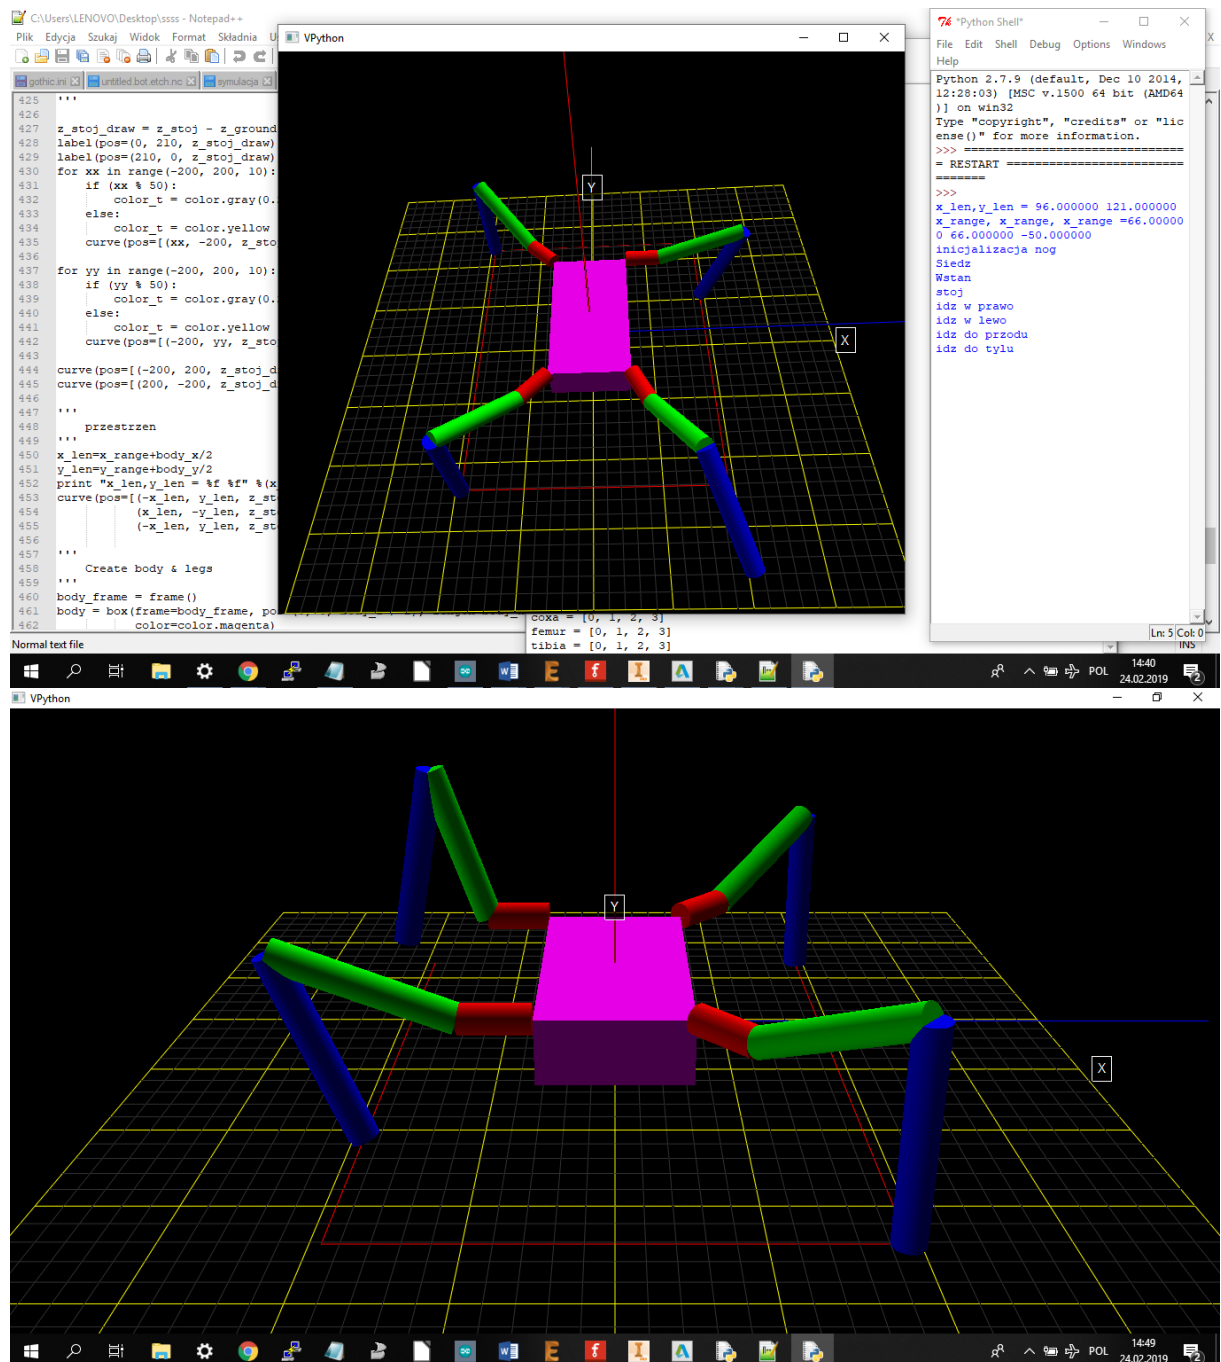 C:\Users\LENOVO\Desktop\ssss - Notepad++
Plik Edycja Szukaj Widok Format Składnia
gothic.ini untitled.bot.etch.nc symulacja
425 '''
426
427 z_stoj_draw = z_stoj - z_ground
428 label(pos=(0, 210, z_stoj_draw)
429 label(pos=(210, 0, z_stoj_draw)
430 for xx in range(-200, 200, 10):
431 if (xx % 50):
432 color_t = color.gray(0.
433 else:
434 color_t = color.yellow
435 curve(pos=[(xx, -200, z_sto
436
437 for yy in range(-200, 200, 10):
438 if (yy % 50):
439 color_t = color.gray(0.
440 else:
441 color_t = color.yellow
442 curve(pos=[(-200, yy, z_sto
443
444 curve(pos=[(-200, 200, z_stoj_d
445 curve(pos=[(200, -200, z_stoj_d
446
447 '''
448 przestrzen
449 '''
450 x_len=x_range+body_x/2
451 y_len=y_range+body_y/2
452 print "x_len,y_len = %f %f" %(x
453 curve(pos=[(-x_len, y_len, z_st
454 (x_len, -y_len, z_st
455 (-x_len, y_len, z_st
456
457 '''
458 Create body & legs
459 '''
460 body_frame = frame()
461 body = box(frame=body_frame, po
462 color=color.magenta)
Normal text file
INS
coxa = [0, 1, 2, 3]
femur = [0, 1, 2, 3]
tibia = [0, 1, 2, 3]
VPython
Y
X
*Python Shell*
File Edit Shell Debug Options Windows
Help
Python 2.7.9 (default, Dec 10 2014,
12:28:03) [MSC v.1500 64 bit (AMD64
)] on win32
Type "copyright", "credits" or "lic
ense()" for more information.
>>> ================================
= RESTART ==========================
=======
>>>
x_len,y_len = 96.000000 121.000000
x_range, x_range, x_range =66.00000
0 66.000000 -50.000000
inicjalizacja nog
Siedz
Wstan
stoj
idz w prawo
idz w lewo
idz do przodu
idz do tylu
Ln: 5 Col: 0
POL
14:40
24.02.2019
2
VPython
Y
X
POL
14:49
24.02.2019
2